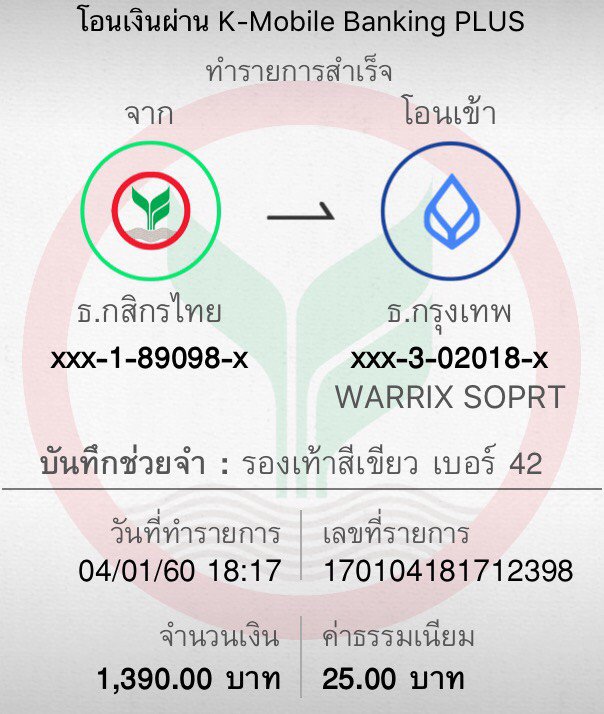 โอนเงินผ่าน K-Mobile Banking PLUS
ทำรายการสำเร็จ
จาก
โอนเข้า
ธ.กสิกรไทย
ธ.กรุงเทพ
xxx-1-89098-x
xxx-3-02018-x
WARRIX SOPRT
บันทึกช่วยจำ : รองเท้าสีเขียว เบอร์ 42
วันที่ทำรายการ
เลขที่รายการ
04/01/60 18:17
170104181712398
จำนวนเงิน
ค่าธรรมเนียม
1,390.00 บาท
25.00 บาท